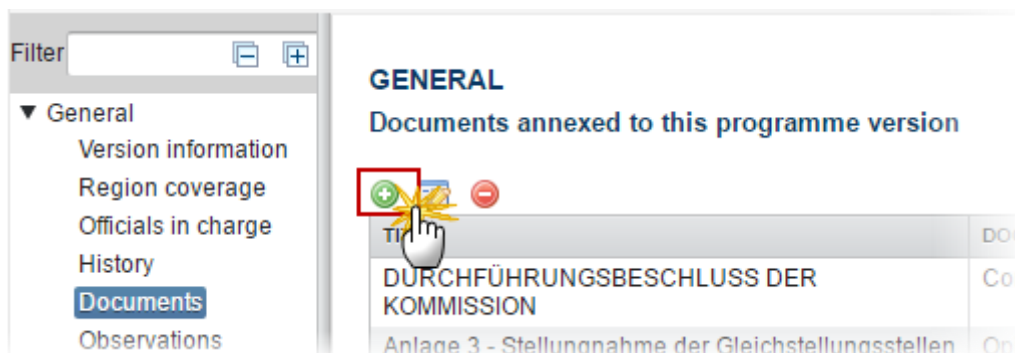 Filter
▼ General
Version information
Region coverage
Officials in charge
History
Documents
Observations
GENERAL
Documents annexed to this programme version
DURCHFÜHRUNGSBESCHLUSS DER
KOMMISSION
Anlage 3 - Stellungnahme der Gleichstellungsstellen